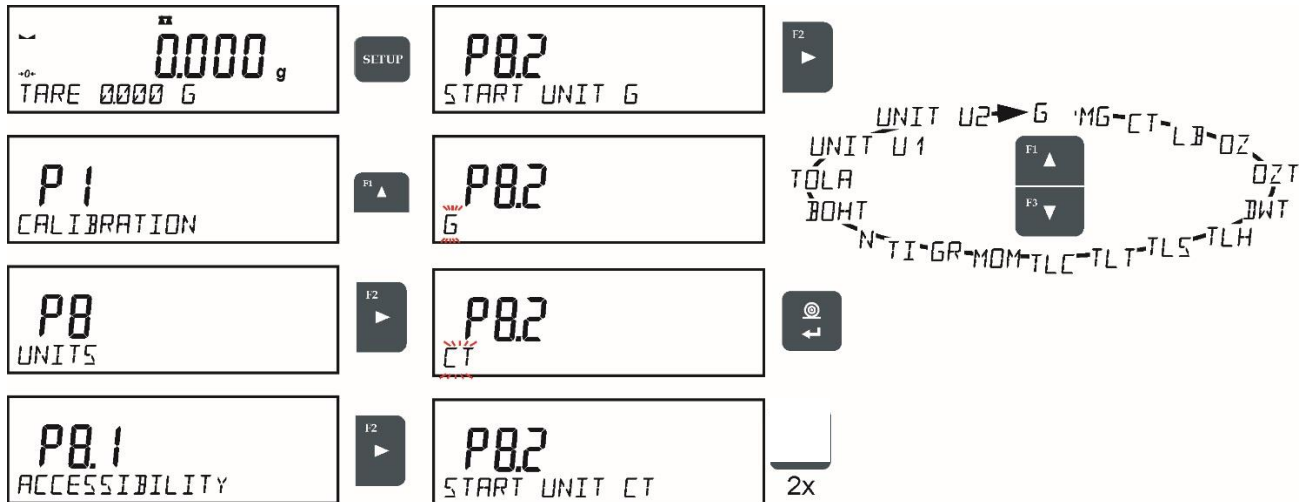 0.000 g
→0←
TARE 0.000 G
SETUP
P1
CALIBRATION
F1
P8
UNITS
F2
P8.1
ACCESSIBILITY
F2
P8.2
START UNIT G
F2
P8.2
G
P8.2
CT
P8.2
START UNIT CT
2x
UNIT U2 G MG CT LB OZ OZT DWT TLH TLS TLT TLC MOM GR TI N BOHT TOLA UNIT U1
F1
F3